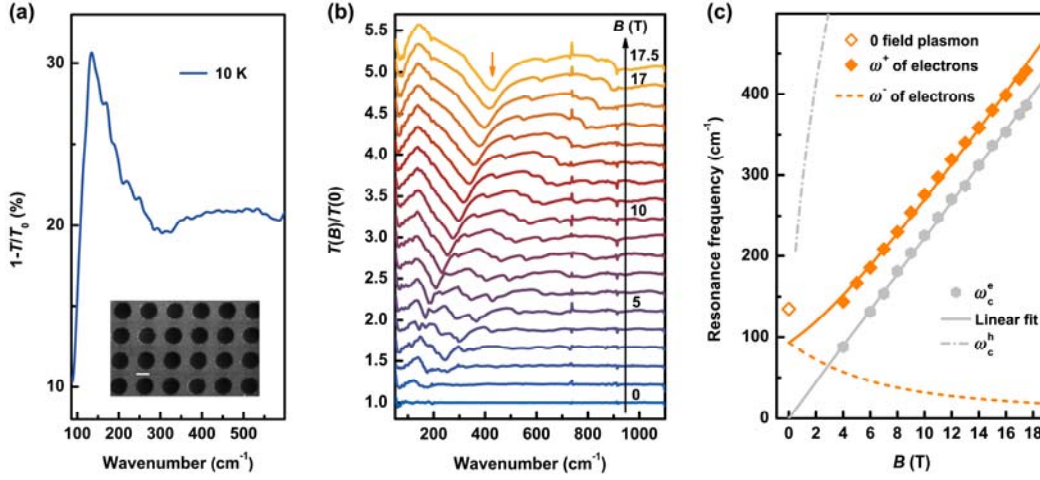 (a)
30
20
10
1-T/T₀ (%)
10 K
100 200 300 400 500
Wavenumber (cm⁻¹)
(b)
5.5
5.0
4.5
4.0
3.5
3.0
2.5
2.0
1.5
1.0
T(B)/T(0)
B (T)
17.5
17
10
5
0
200 400 600 800 1000
Wavenumber (cm⁻¹)
(c)
400
300
200
100
0
Resonance frequency (cm⁻¹)
0 field plasmon
ω⁺ of electrons
ω⁻ of electrons
ωcᵉ
Linear fit
ωcʰ
0 2 4 6 8 10 12 14 16 18
B (T)